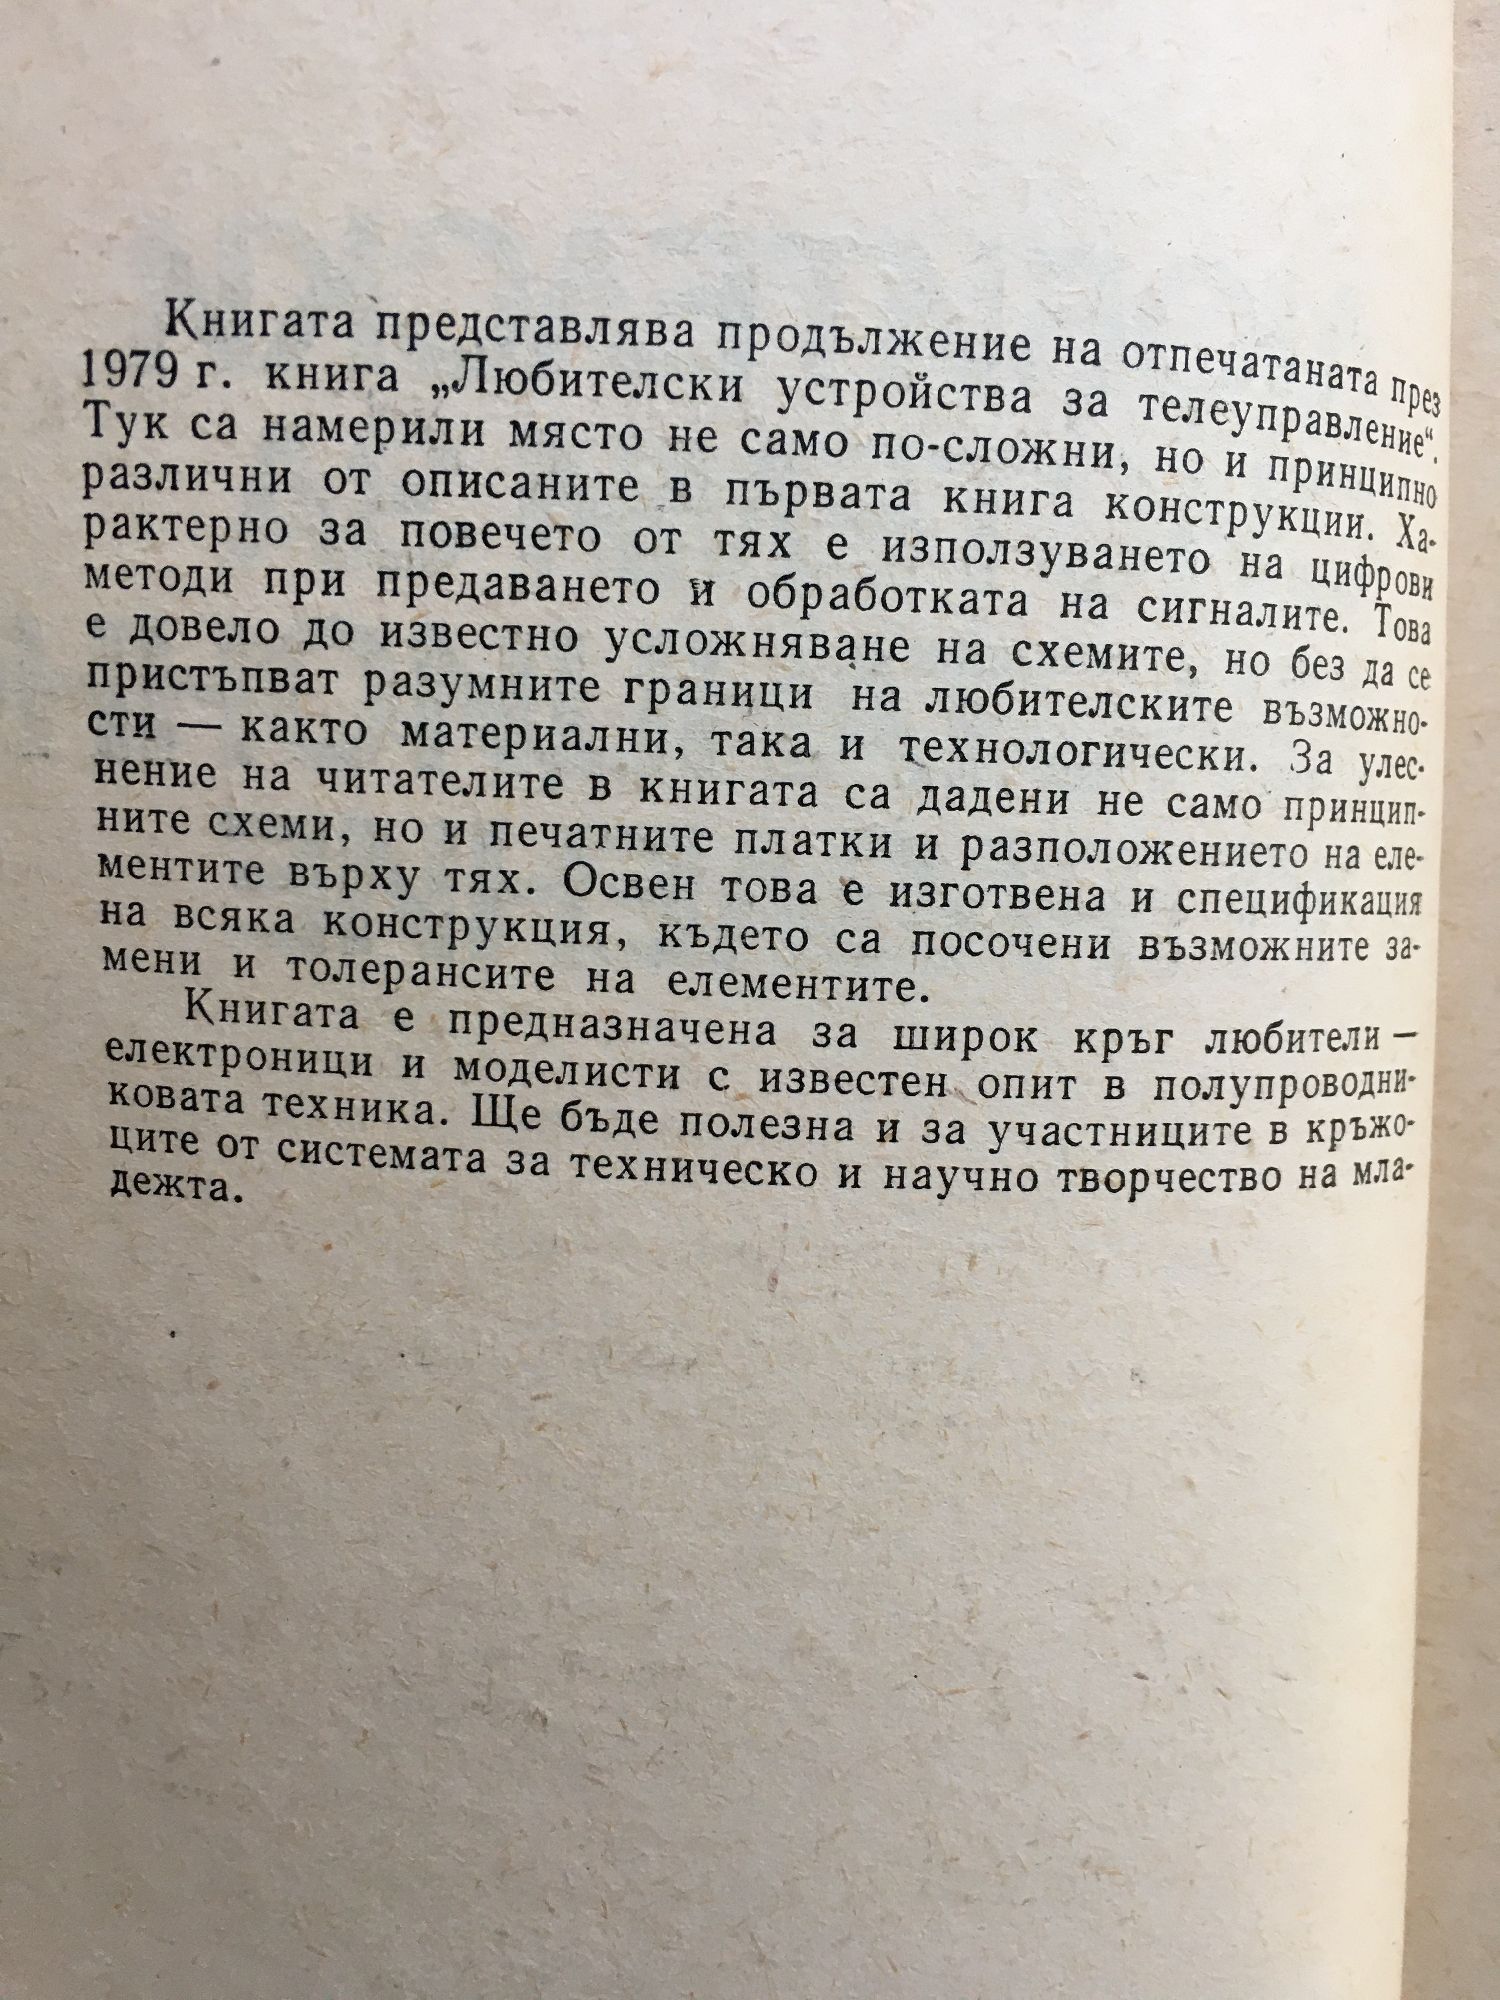 Книгата представлява продължение на отпечатаната през
1979 г. книга „Любителски устройства за телеуправление“.
Тук са намерили място не само по-сложни, но и принципно
различни от описаните в първата книга конструкции. Ха-
рактерно за повечето от тях е използуването на цифрови
методи при предаването и обработката на сигналите. Това
е довело до известно усложняване на схемите, но без да се
пристъпват разумните граници на любителските възможно-
сти — както материални, така и технологически. За улес-
нение на читателите в книгата са дадени не само принцип-
ните схеми, но и печатните платки и разположението на еле-
ментите върху тях. Освен това е изготвена и спецификация
на всяка конструкция, където са посочени възможните за-
мени и толерансите на елементите.
Книгата е предназначена за широк кръг любители —
електроници и моделисти с известен опит в полупроводни-
ковата техника. Ще бъде полезна и за участниците в кръжо-
ците от системата за техническо и научно творчество на мла-
дежта.